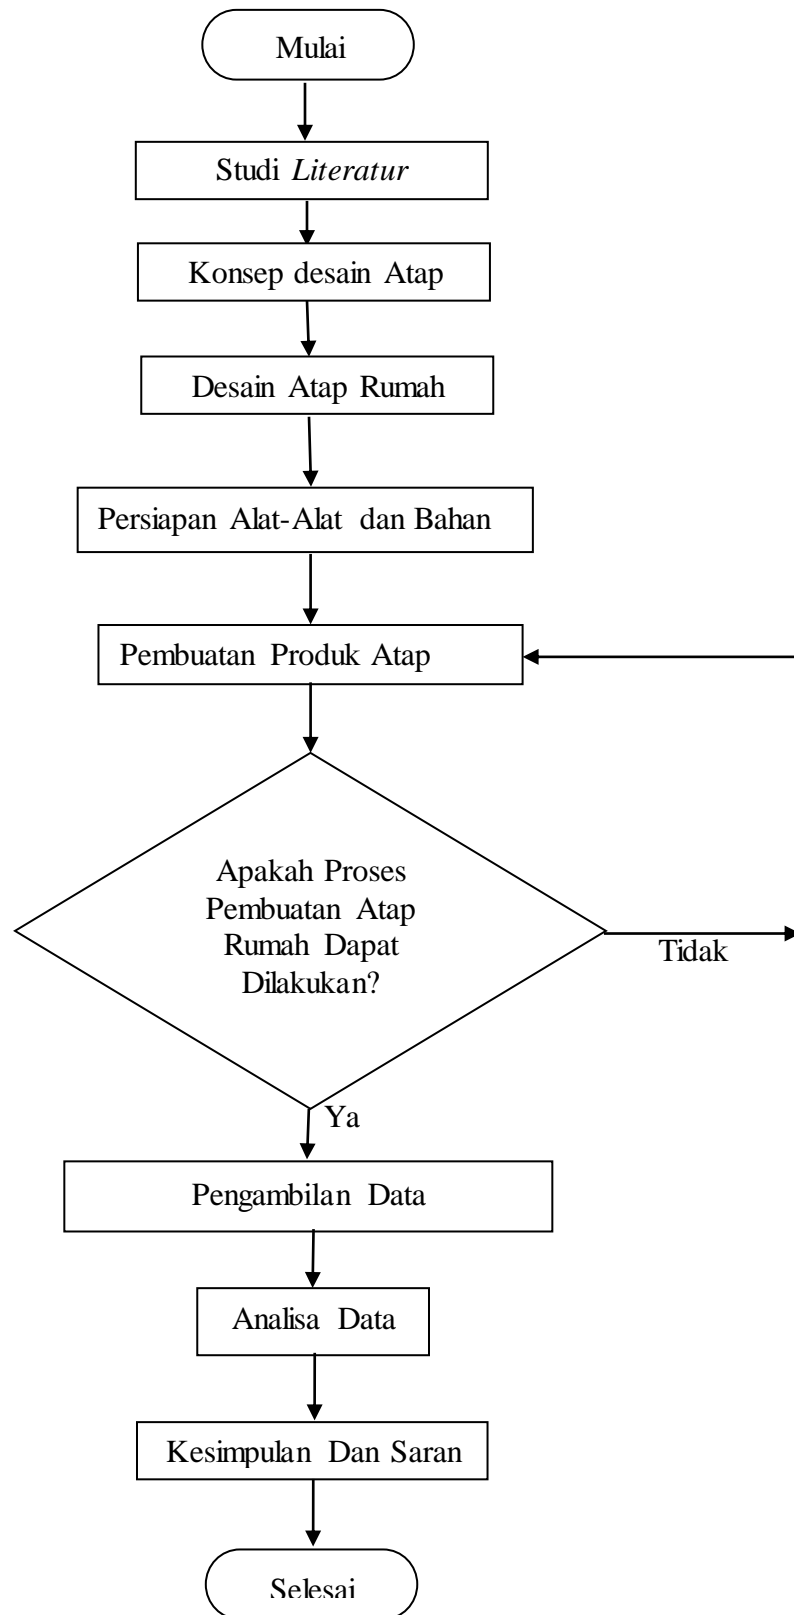 Mulai
Studi Literatur
Konsep desain Atap
Desain Atap Rumah
Persiapan Alat-Alat dan Bahan
Pembuatan Produk Atap
Apakah Proses
Pembuatan Atap
Rumah Dapat
Dilakukan?
Tidak
Ya
Pengambilan Data
Analisa Data
Kesimpulan Dan Saran
Selesai